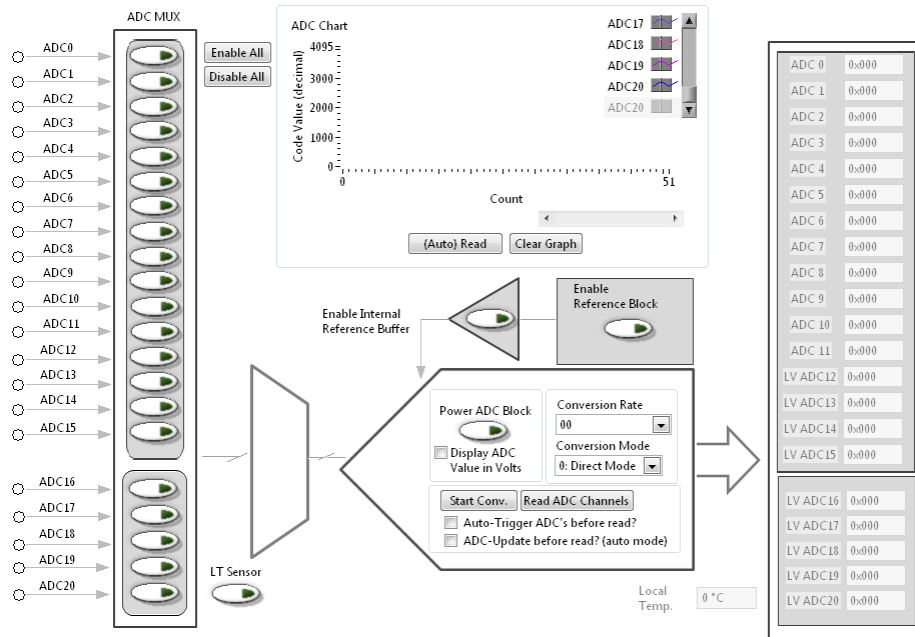 ADC MUX
ADC0
ADC1
ADC2
ADC3
ADC4
ADC5
ADC6
ADC7
ADC8
ADC9
ADC10
ADC11
ADC12
ADC13
ADC14
ADC15
ADC16
ADC17
ADC18
ADC19
ADC20
Enable All
Disable All
LT Sensor
ADC Chart
Code Value (decimal)
4095
3000
2000
1000
0
0
51
Count
ADC17
ADC18
ADC19
ADC20
ADC20
(Auto) Read
Clear Graph
Enable Internal
Reference Buffer
Enable
Reference Block
Power ADC Block
Display ADC
Value in Volts
Conversion Rate
00
Conversion Mode
0: Direct Mode
Start Conv.
Read ADC Channels
Auto-Trigger ADC's before read?
ADC-Update before read? (auto mode)
Local
Temp.
0 °C
ADC 0 0x000
ADC 1 0x000
ADC 2 0x000
ADC 3 0x000
ADC 4 0x000
ADC 5 0x000
ADC 6 0x000
ADC 7 0x000
ADC 8 0x000
ADC 9 0x000
ADC 10 0x000
ADC 11 0x000
LV ADC12 0x000
LV ADC13 0x000
LV ADC14 0x000
LV ADC15 0x000
LV ADC16 0x000
LV ADC17 0x000
LV ADC18 0x000
LV ADC19 0x000
LV ADC20 0x000